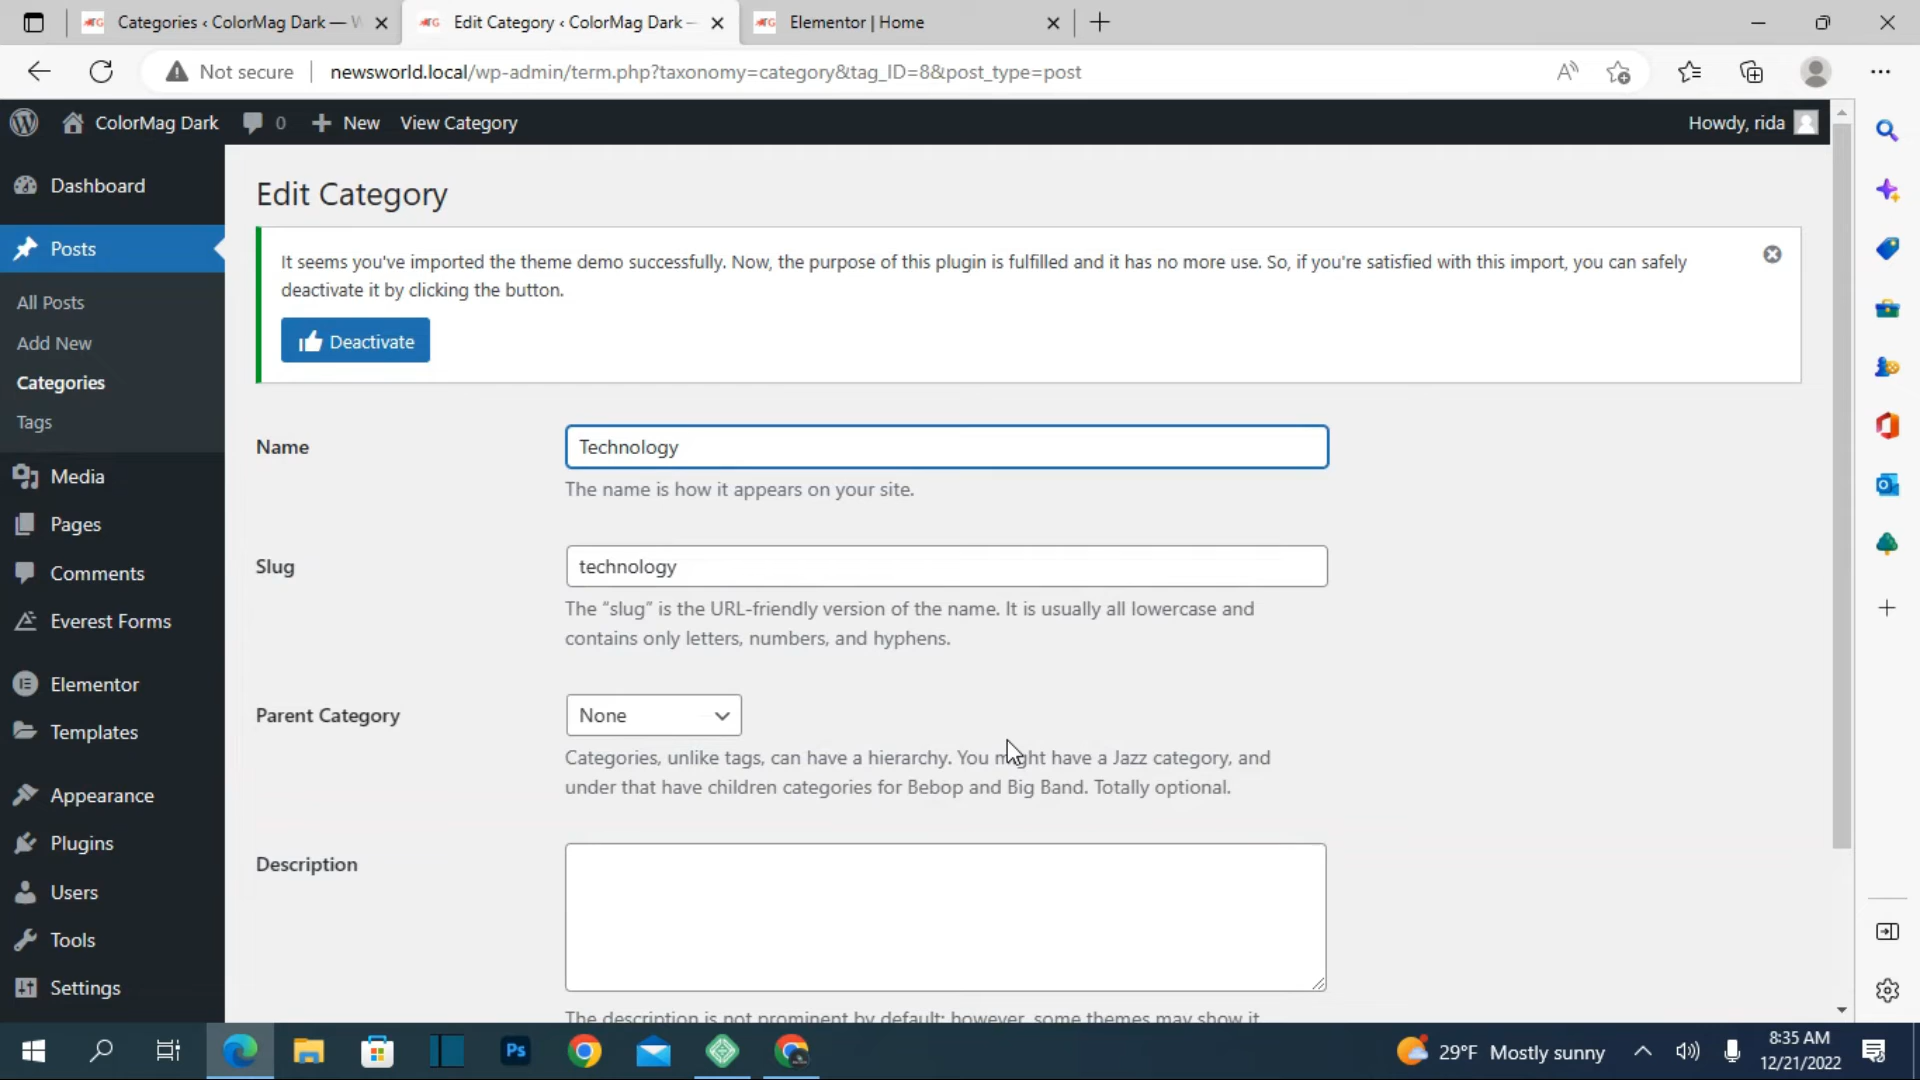 Categories ‹ ColorMag Dark — W
Edit Category ‹ ColorMag Dark –
Elementor | Home
Not secure
newsworld.local/wp-admin/term.php?taxonomy=category&tag_ID=8&post_type=post
ColorMag Dark
0
New
View Category
Howdy, rida
Dashboard
Posts
All Posts
Add New
Categories
Tags
Media
Pages
Comments
Everest Forms
Elementor
Templates
Appearance
Plugins
Users
Tools
Settings
Edit Category
It seems you've imported the theme demo successfully. Now, the purpose of this plugin is fulfilled and it has no more use. So, if you're satisfied with this import, you can safely
deactivate it by clicking the button.
Deactivate
Name
Technology
The name is how it appears on your site.
Slug
technology
The “slug” is the URL-friendly version of the name. It is usually all lowercase and
contains only letters, numbers, and hyphens.
Parent Category
None
Categories, unlike tags, can have a hierarchy. You might have a Jazz category, and
under that have children categories for Bebop and Big Band. Totally optional.
Description
The description is not prominent by default; however, some themes may show it.
Ps
29°F Mostly sunny
8:35 AM
12/21/2022